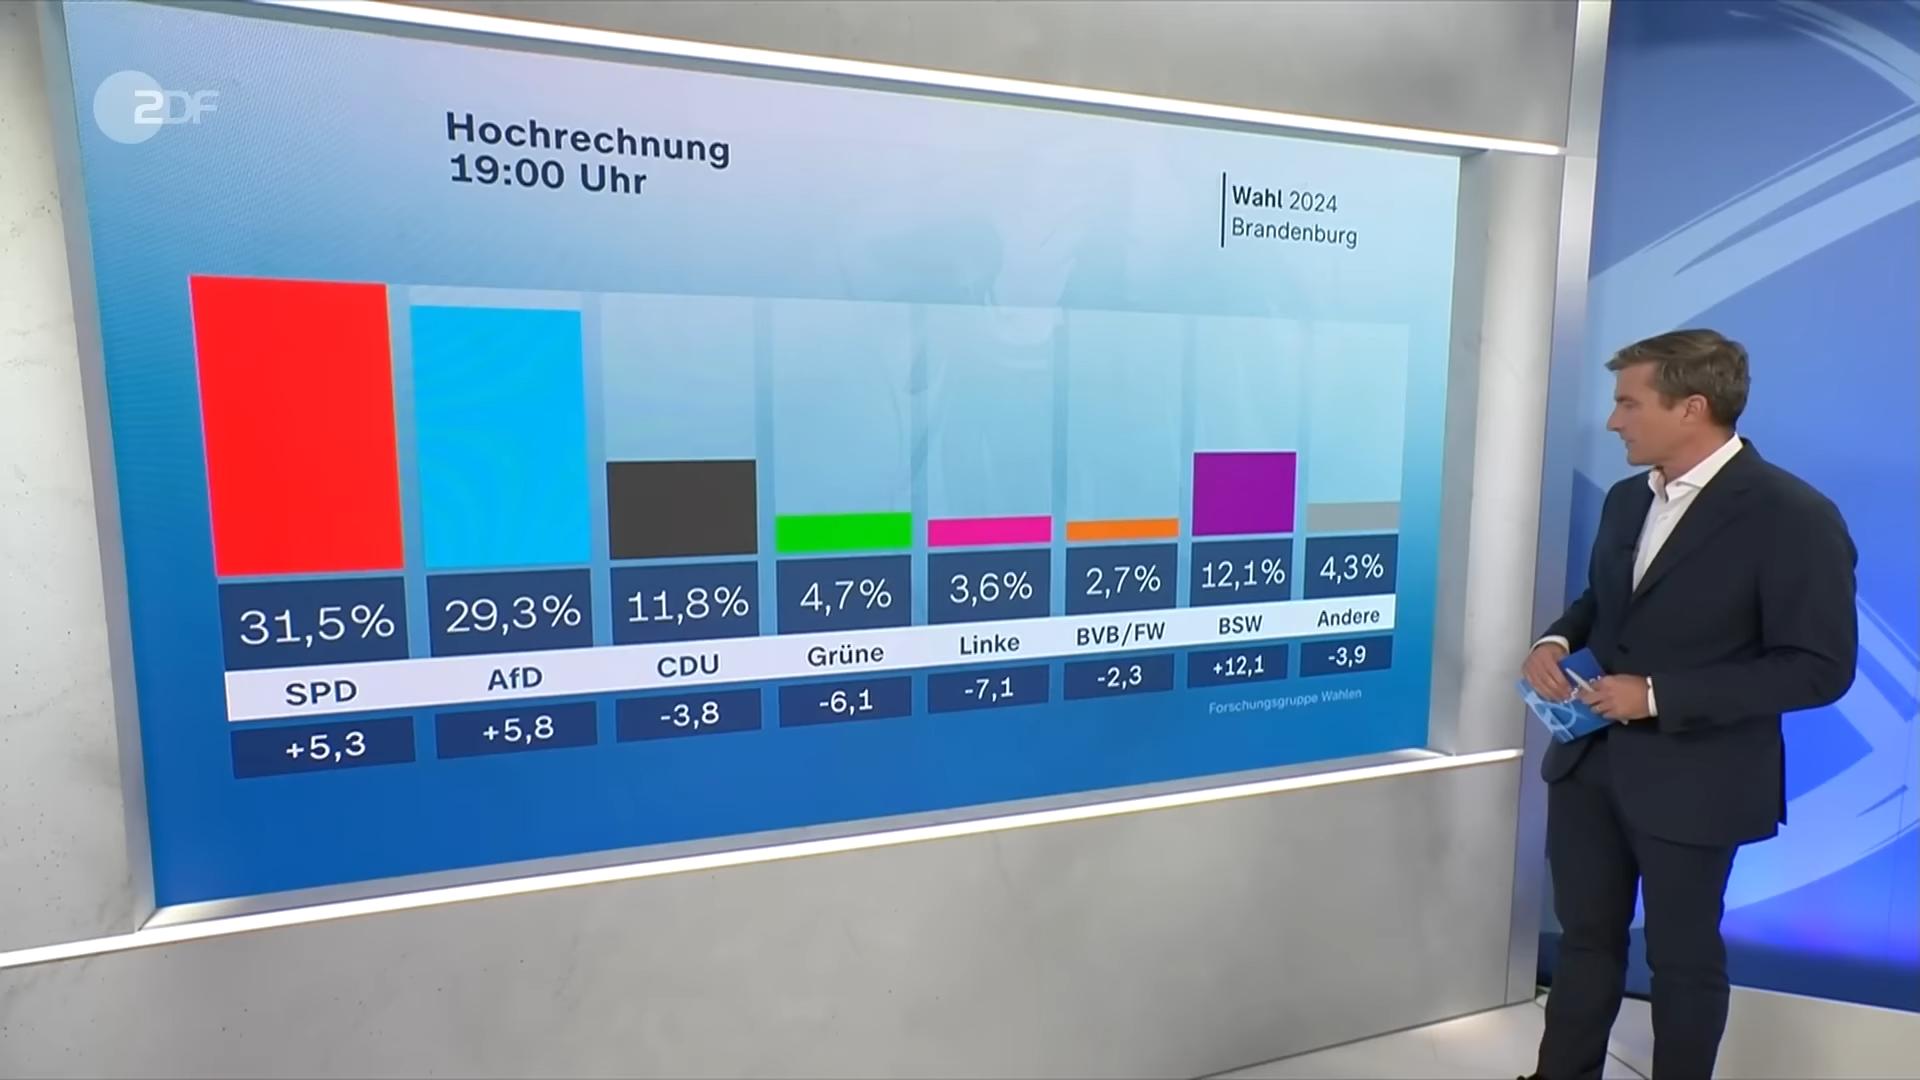 ZDF
Hochrechnung
19:00 Uhr
Wahl 2024
Brandenburg
31,5% 29,3% 11,8% 4,7% 3,6% 2,7% 12,1% 4,3%
SPD AfD CDU Grüne Linke BVB/FW BSW Andere
+5,3 +5,8 -3,8 -6,1 -7,1 -2,3 +12,1 -3,9
Forschungsgruppe Wahlen